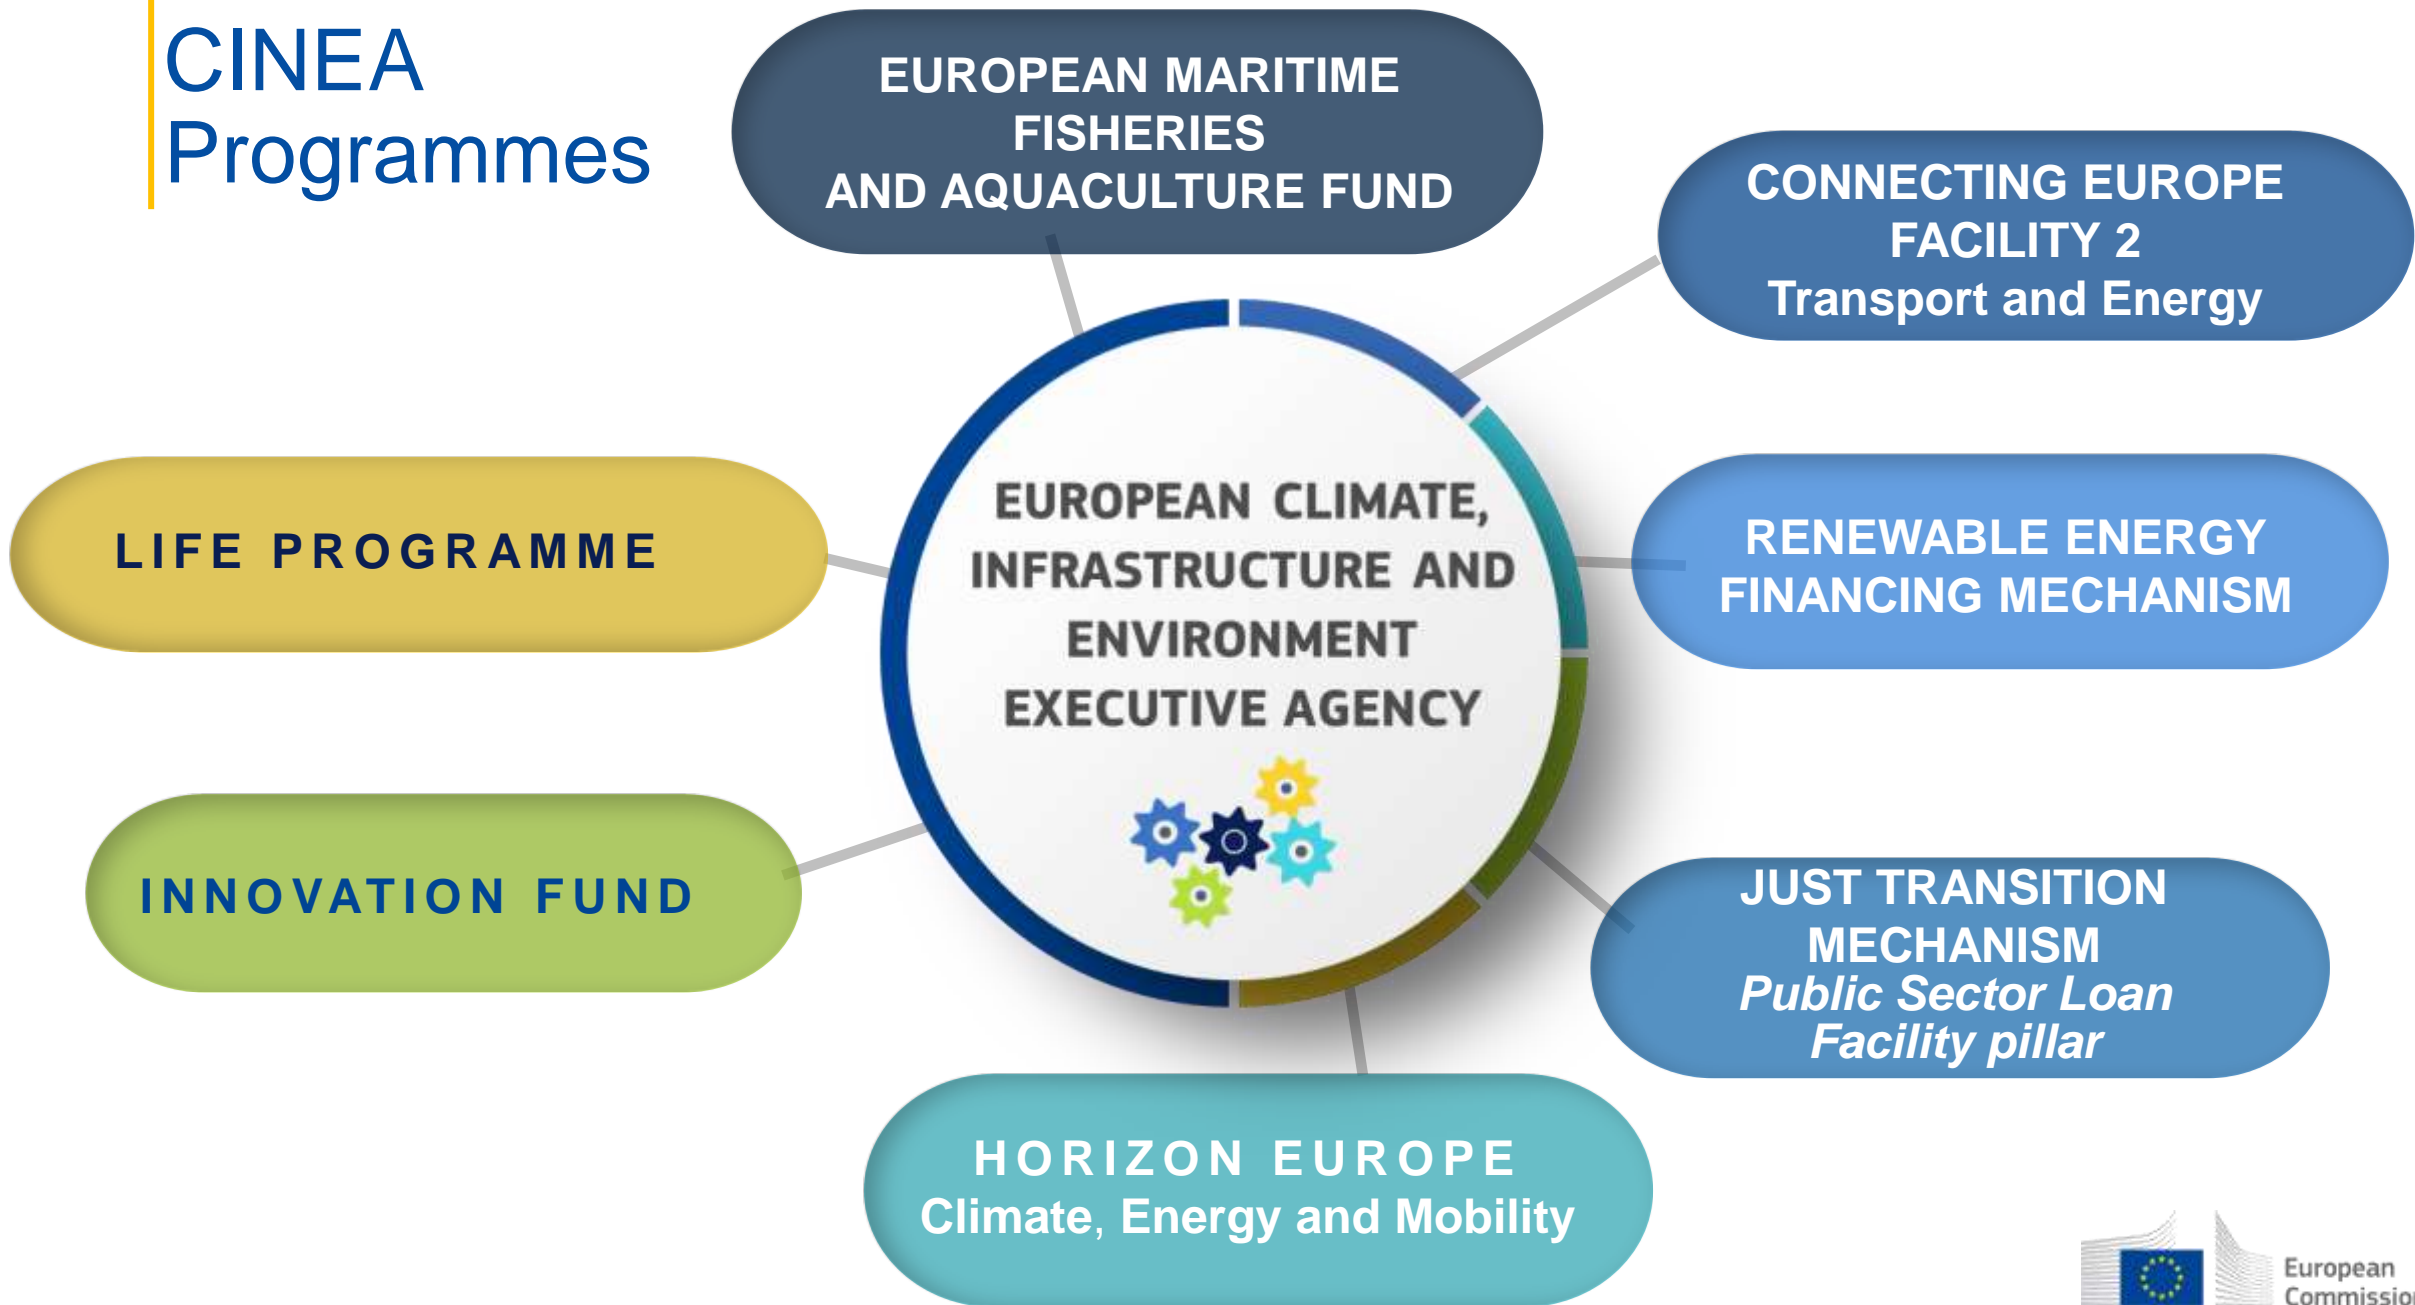 CINEA
Programmes
EUROPEAN MARITIME
FISHERIES
AND AQUACULTURE FUND
CONNECTING EUROPE
FACILITY 2
Transport and Energy
LIFE PROGRAMME
EUROPEAN CLIMATE,
INFRASTRUCTURE AND
ENVIRONMENT
EXECUTIVE AGENCY
RENEWABLE ENERGY
FINANCING MECHANISM
INNOVATION FUND
JUST TRANSITION
MECHANISM
Public Sector Loan
Facility pillar
HORIZON EUROPE
Climate, Energy and Mobility
European
Commission